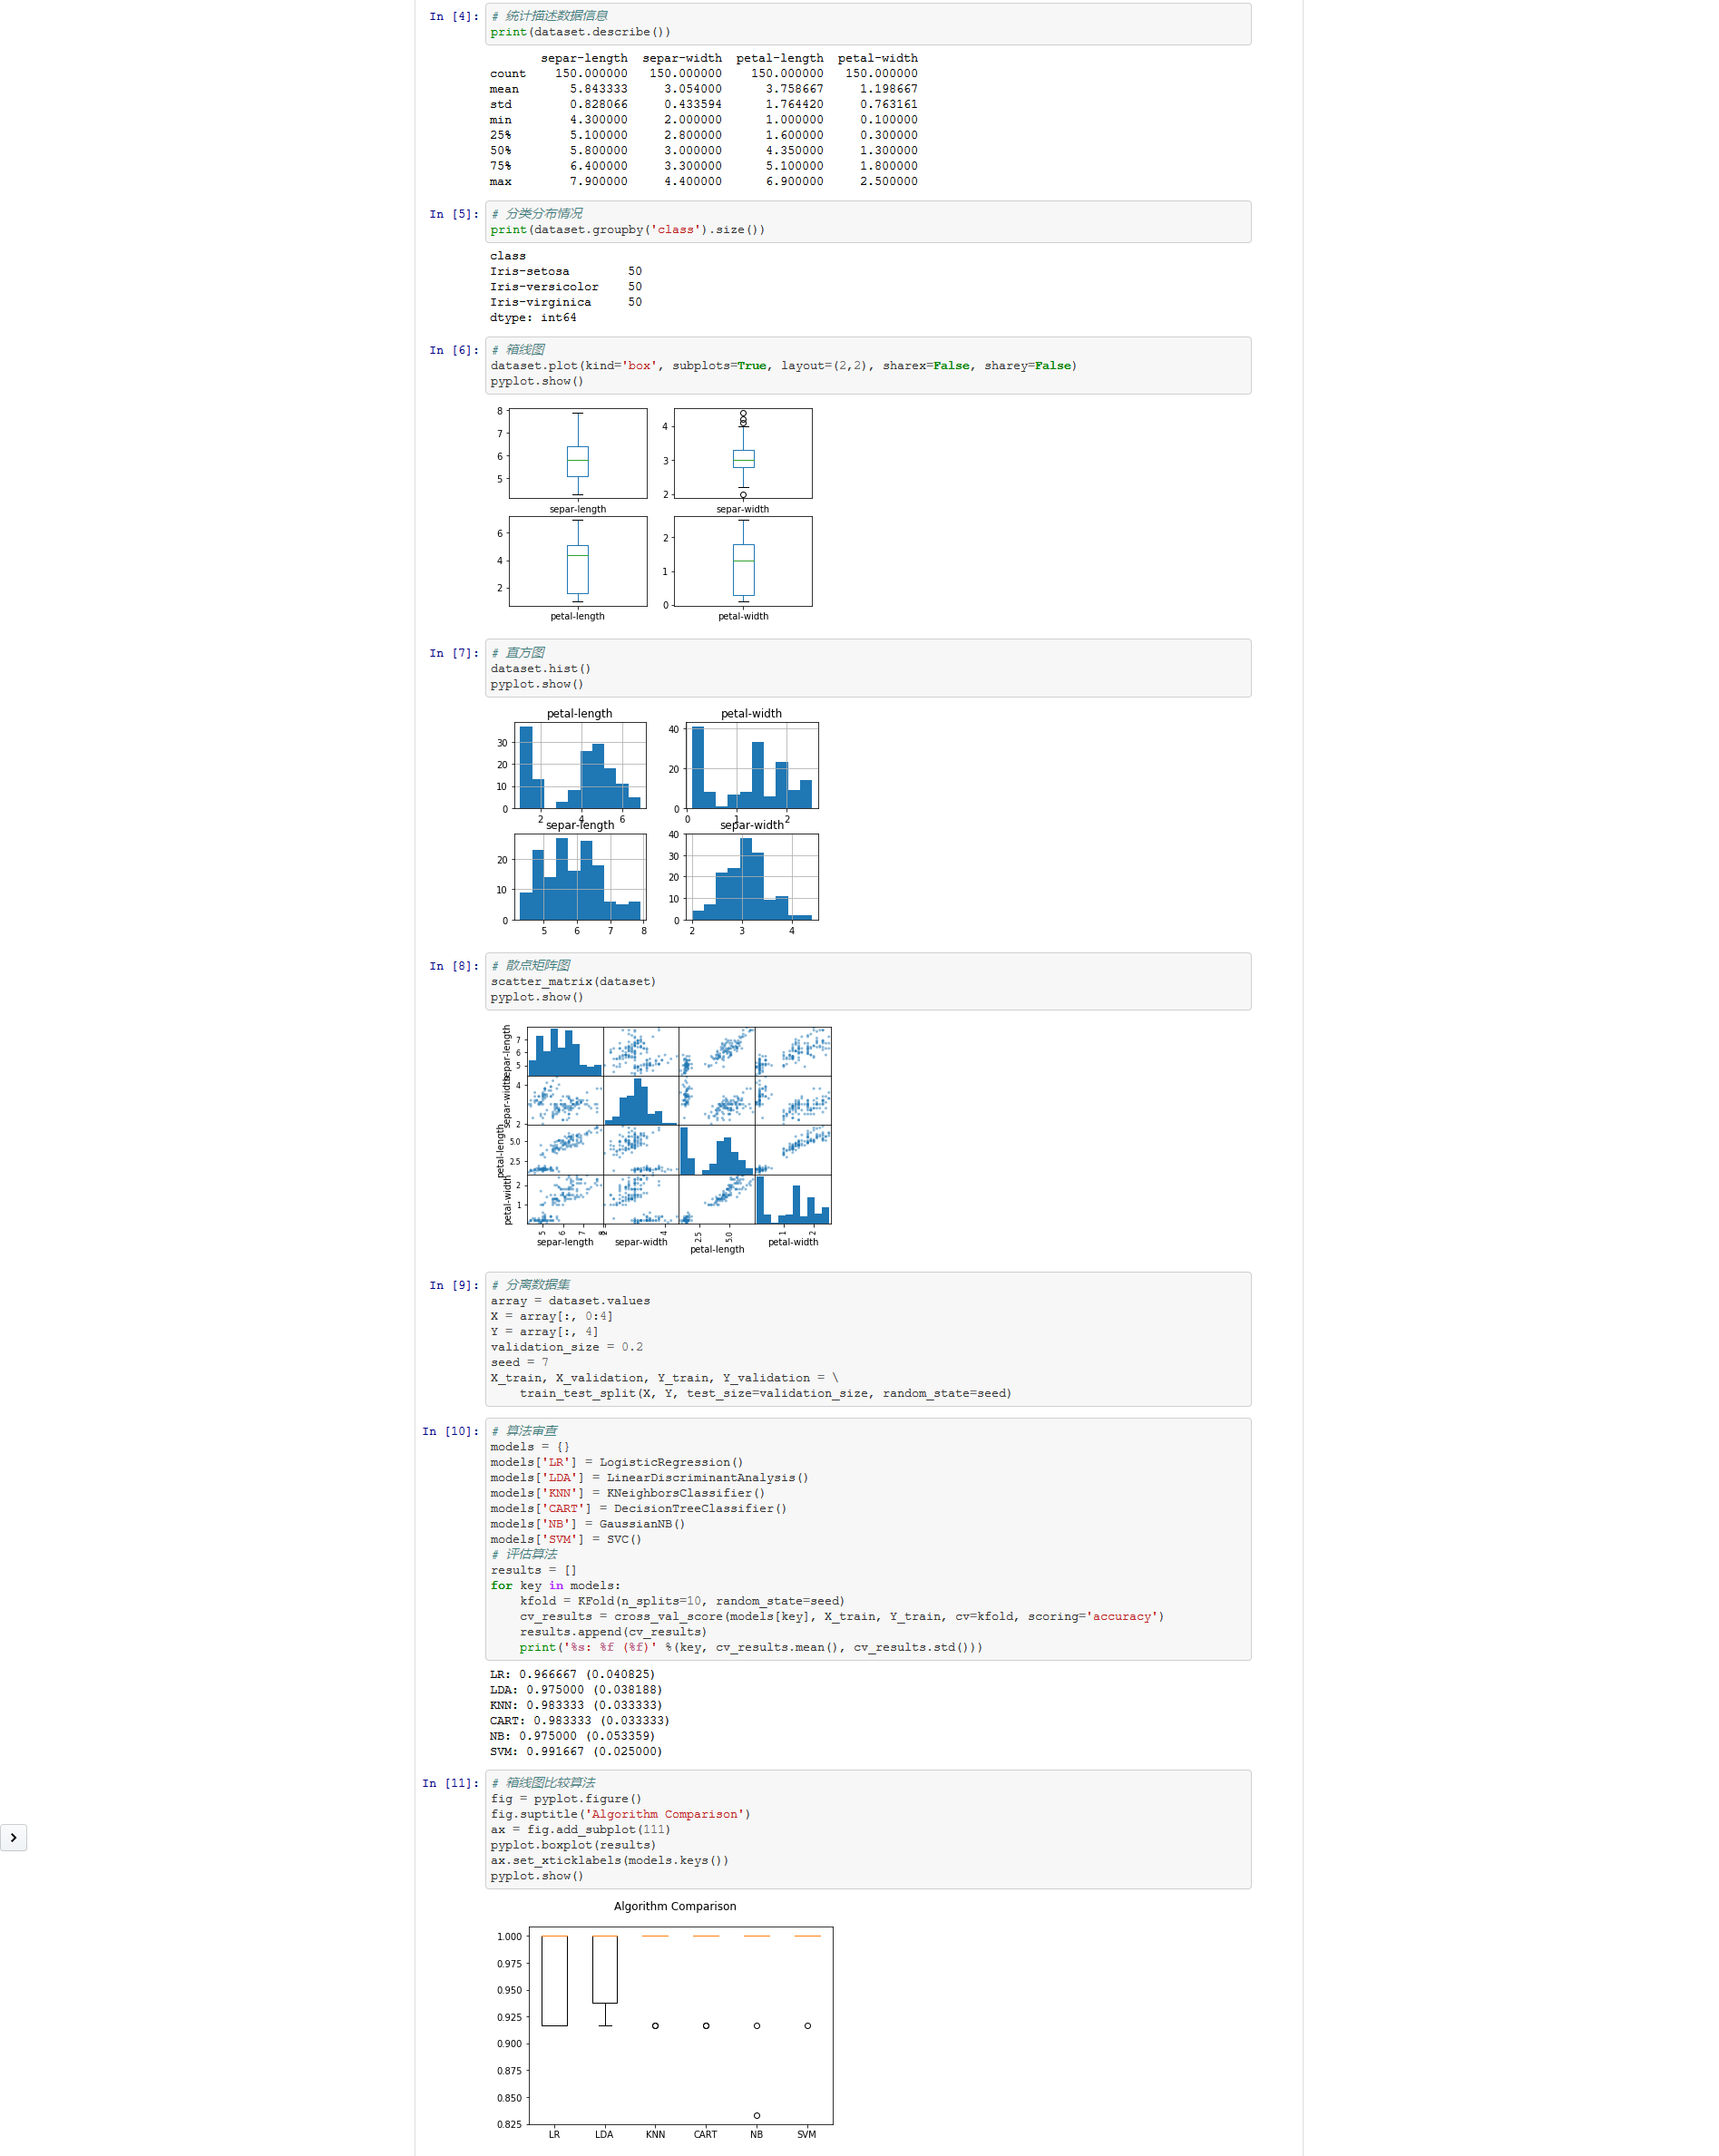 In [4]: # 统计描述数据信息
print(dataset.describe())
separ-length separ-width petal-length petal-width
count 150.000000 150.000000 150.000000 150.000000
mean 5.843333 3.054000 3.758667 1.198667
std 0.828066 0.433594 1.764420 0.763161
min 4.300000 2.000000 1.000000 0.100000
25% 5.100000 2.800000 1.600000 0.300000
50% 5.800000 3.000000 4.350000 1.300000
75% 6.400000 3.300000 5.100000 1.800000
max 7.900000 4.400000 6.900000 2.500000
In [5]: # 分类分布情况
print(dataset.groupby('class').size())
class
Iris-setosa 50
Iris-versicolor 50
Iris-virginica 50
dtype: int64
In [6]: # 箱线图
dataset.plot(kind='box', subplots=True, layout=(2,2), sharex=False, sharey=False)
pyplot.show()
8
7
6
5
separ-length
4
3
2
separ-width
6
4
2
petal-length
2
1
0
petal-width
In [7]: # 直方图
dataset.hist()
pyplot.show()
petal-length
30
20
10
0
2 4 6
petal-width
40
20
0
0 1 2
separ-length
20
10
0
5 6 7 8
separ-width
40
30
20
10
0
2 3 4
In [8]: # 散点矩阵图
scatter_matrix(dataset)
pyplot.show()
separ-length
7
6
5
separ-width
4
2
petal-length
5.0
2.5
petal-width
2
1
5 6 7 8 2 4 2.5 5.0 1 2
separ-length separ-width petal-length petal-width
In [9]: # 分离数据集
array = dataset.values
X = array[:, 0:4]
Y = array[:, 4]
validation_size = 0.2
seed = 7
X_train, X_validation, Y_train, Y_validation = \
train_test_split(X, Y, test_size=validation_size, random_state=seed)
In [10]: # 算法审查
models = {}
models['LR'] = LogisticRegression()
models['LDA'] = LinearDiscriminantAnalysis()
models['KNN'] = KNeighborsClassifier()
models['CART'] = DecisionTreeClassifier()
models['NB'] = GaussianNB()
models['SVM'] = SVC()
# 评估算法
results = []
for key in models:
kfold = KFold(n_splits=10, random_state=seed)
cv_results = cross_val_score(models[key], X_train, Y_train, cv=kfold, scoring='accuracy')
results.append(cv_results)
print('%s: %f (%f)' %(key, cv_results.mean(), cv_results.std()))
LR: 0.966667 (0.040825)
LDA: 0.975000 (0.038188)
KNN: 0.983333 (0.033333)
CART: 0.983333 (0.033333)
NB: 0.975000 (0.053359)
SVM: 0.991667 (0.025000)
In [11]: # 箱线图比较算法
fig = pyplot.figure()
fig.suptitle('Algorithm Comparison')
ax = fig.add_subplot(111)
pyplot.boxplot(results)
ax.set_xticklabels(models.keys())
pyplot.show()
Algorithm Comparison
1.000
0.975
0.950
0.925
0.900
0.875
0.850
0.825
LR LDA KNN CART NB SVM